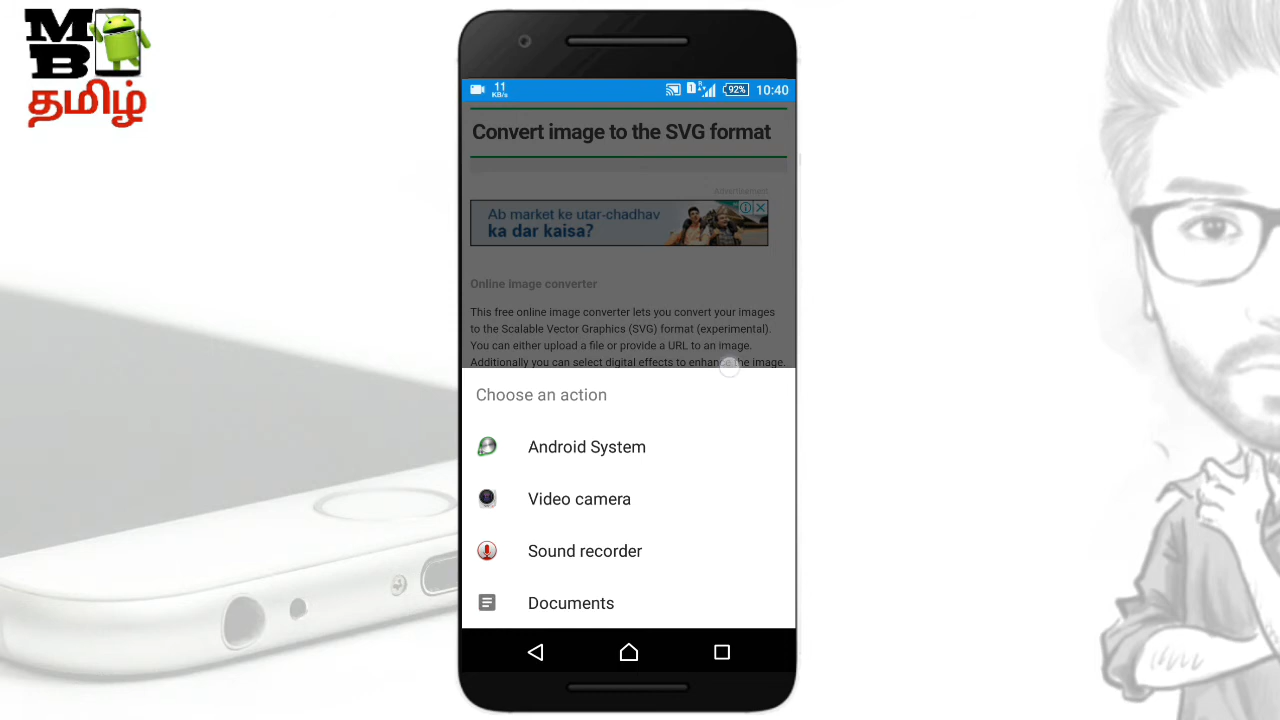 MB
தமிழ்
11
KB/s
R
1
92%
10:40
Convert image to the SVG format
Advertisement
Ab market ke utar-chadhav
ka dar kaisa?
Online image converter
This free online image converter lets you convert your images
to the Scalable Vector Graphics (SVG) format (experimental).
You can either upload a file or provide a URL to an image.
Additionally you can select digital effects to enhance the image.
Choose an action
Android System
Video camera
Sound recorder
Documents